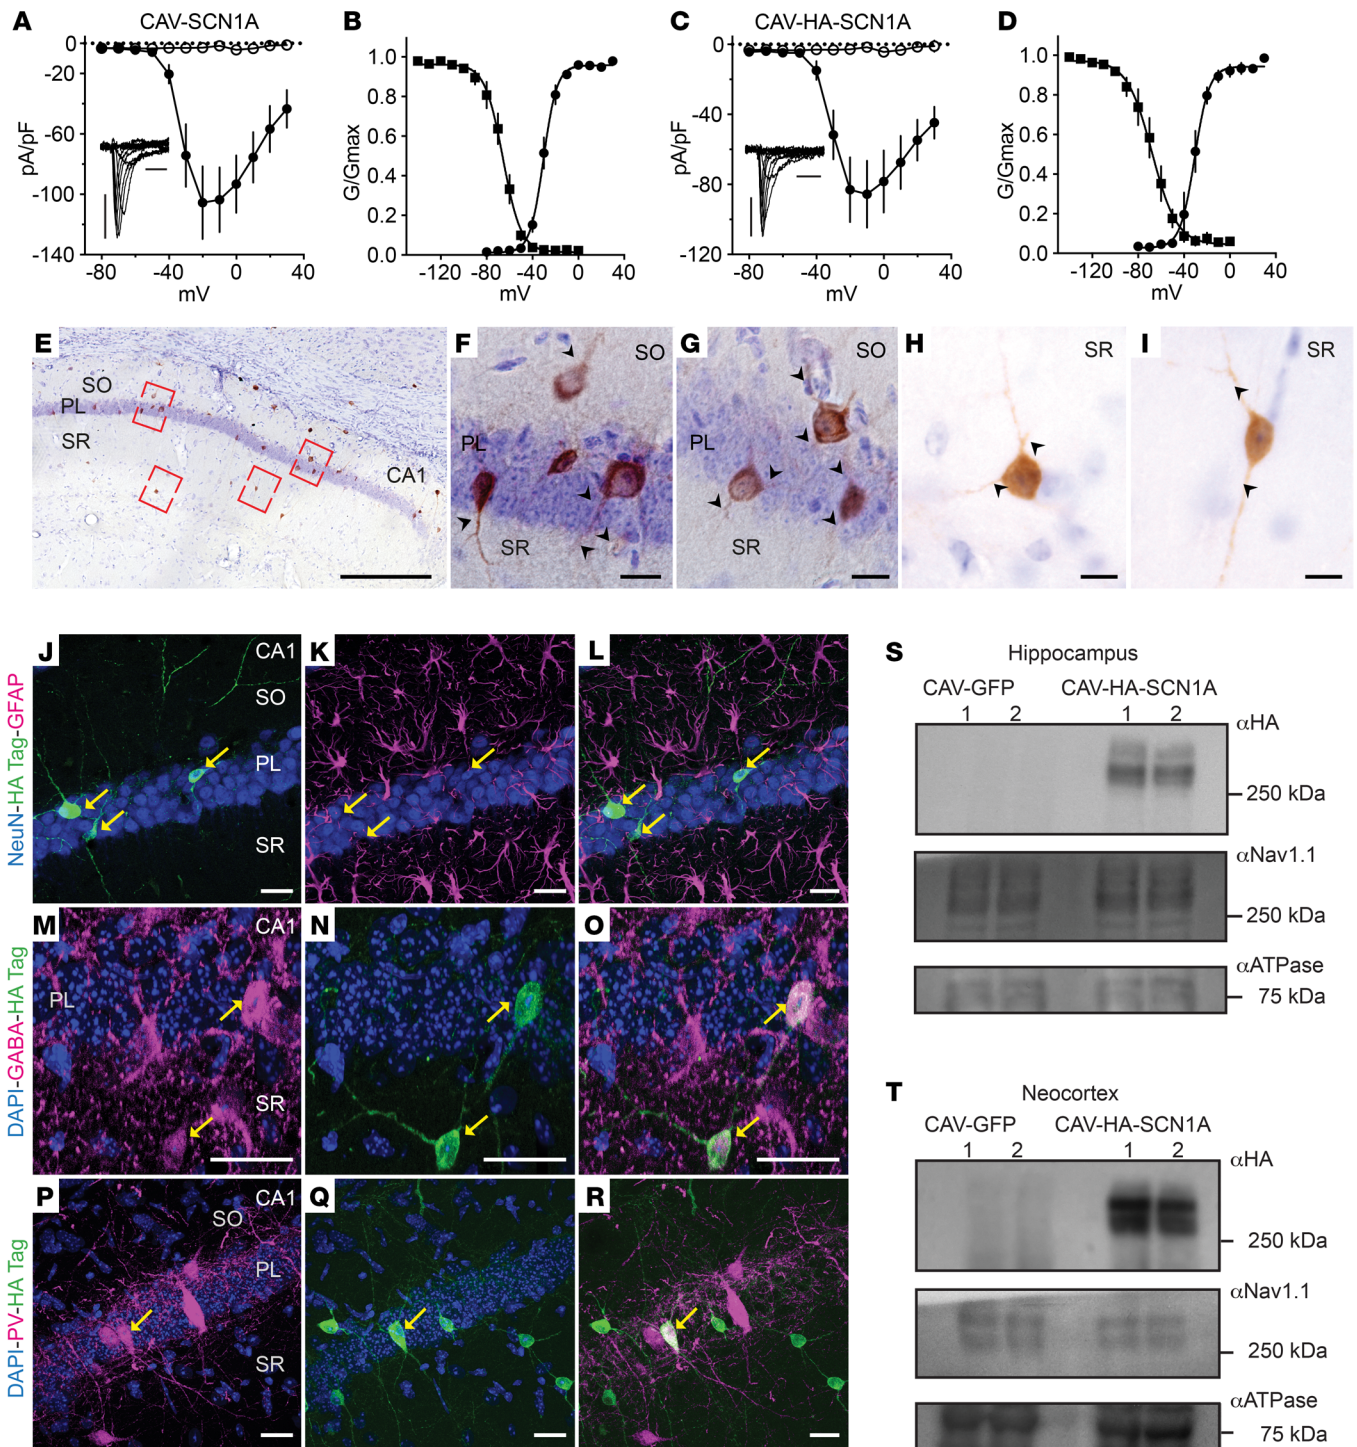 A CAV-SCN1A
0
-20
-60
-100
-140
pA/pF
-80 -40 0 40
mV
B
1.0
0.8
0.6
0.4
0.2
0.0
G/Gmax
-120 -80 -40 0 40
mV
C CAV-HA-SCN1A
0
-40
-80
-120
pA/pF
-80 -40 0 40
mV
D
1.0
0.8
0.6
0.4
0.2
0.0
G/Gmax
-120 -80 -40 0 40
mV
E
SO
PL
SR
CA1
F
SO
PL
SR
G
SO
PL
SR
H
SR
I
SR
NeuN-HA Tag-GFAP
J
CA1
SO
PL
SR
K
L
DAPI-GABA-HA Tag
M
CA1
PL
SR
N
O
DAPI-PV-HA Tag
P
CA1
SO
PL
SR
Q
R
S
Hippocampus
CAV-GFP CAV-HA-SCN1A
1 2 1 2
αHA
250 kDa
αNav1.1
250 kDa
αATPase
75 kDa
T
Neocortex
CAV-GFP CAV-HA-SCN1A
1 2 1 2
αHA
250 kDa
αNav1.1
250 kDa
αATPase
75 kDa